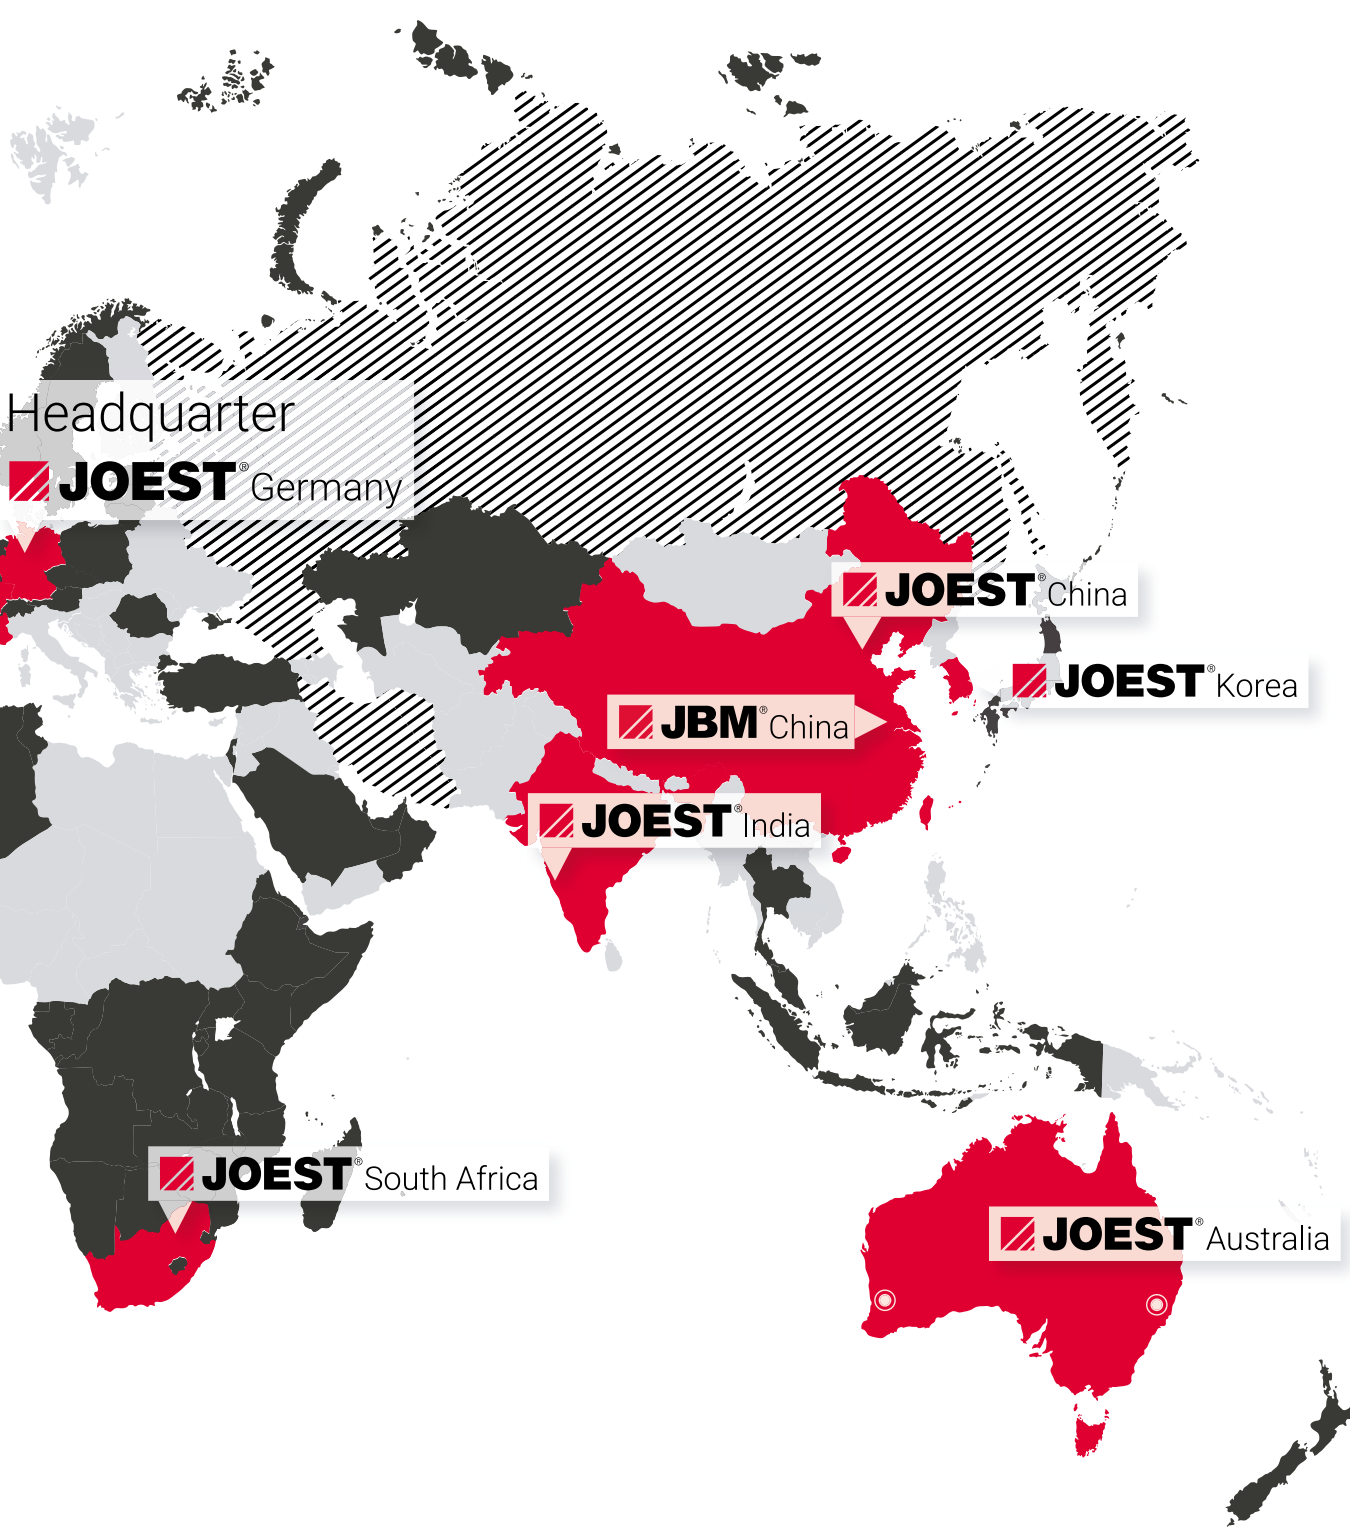 Headquarter
JOEST® Germany
JOEST® China
JOEST® Korea
JBM® China
JOEST® India
JOEST® South Africa
JOEST® Australia